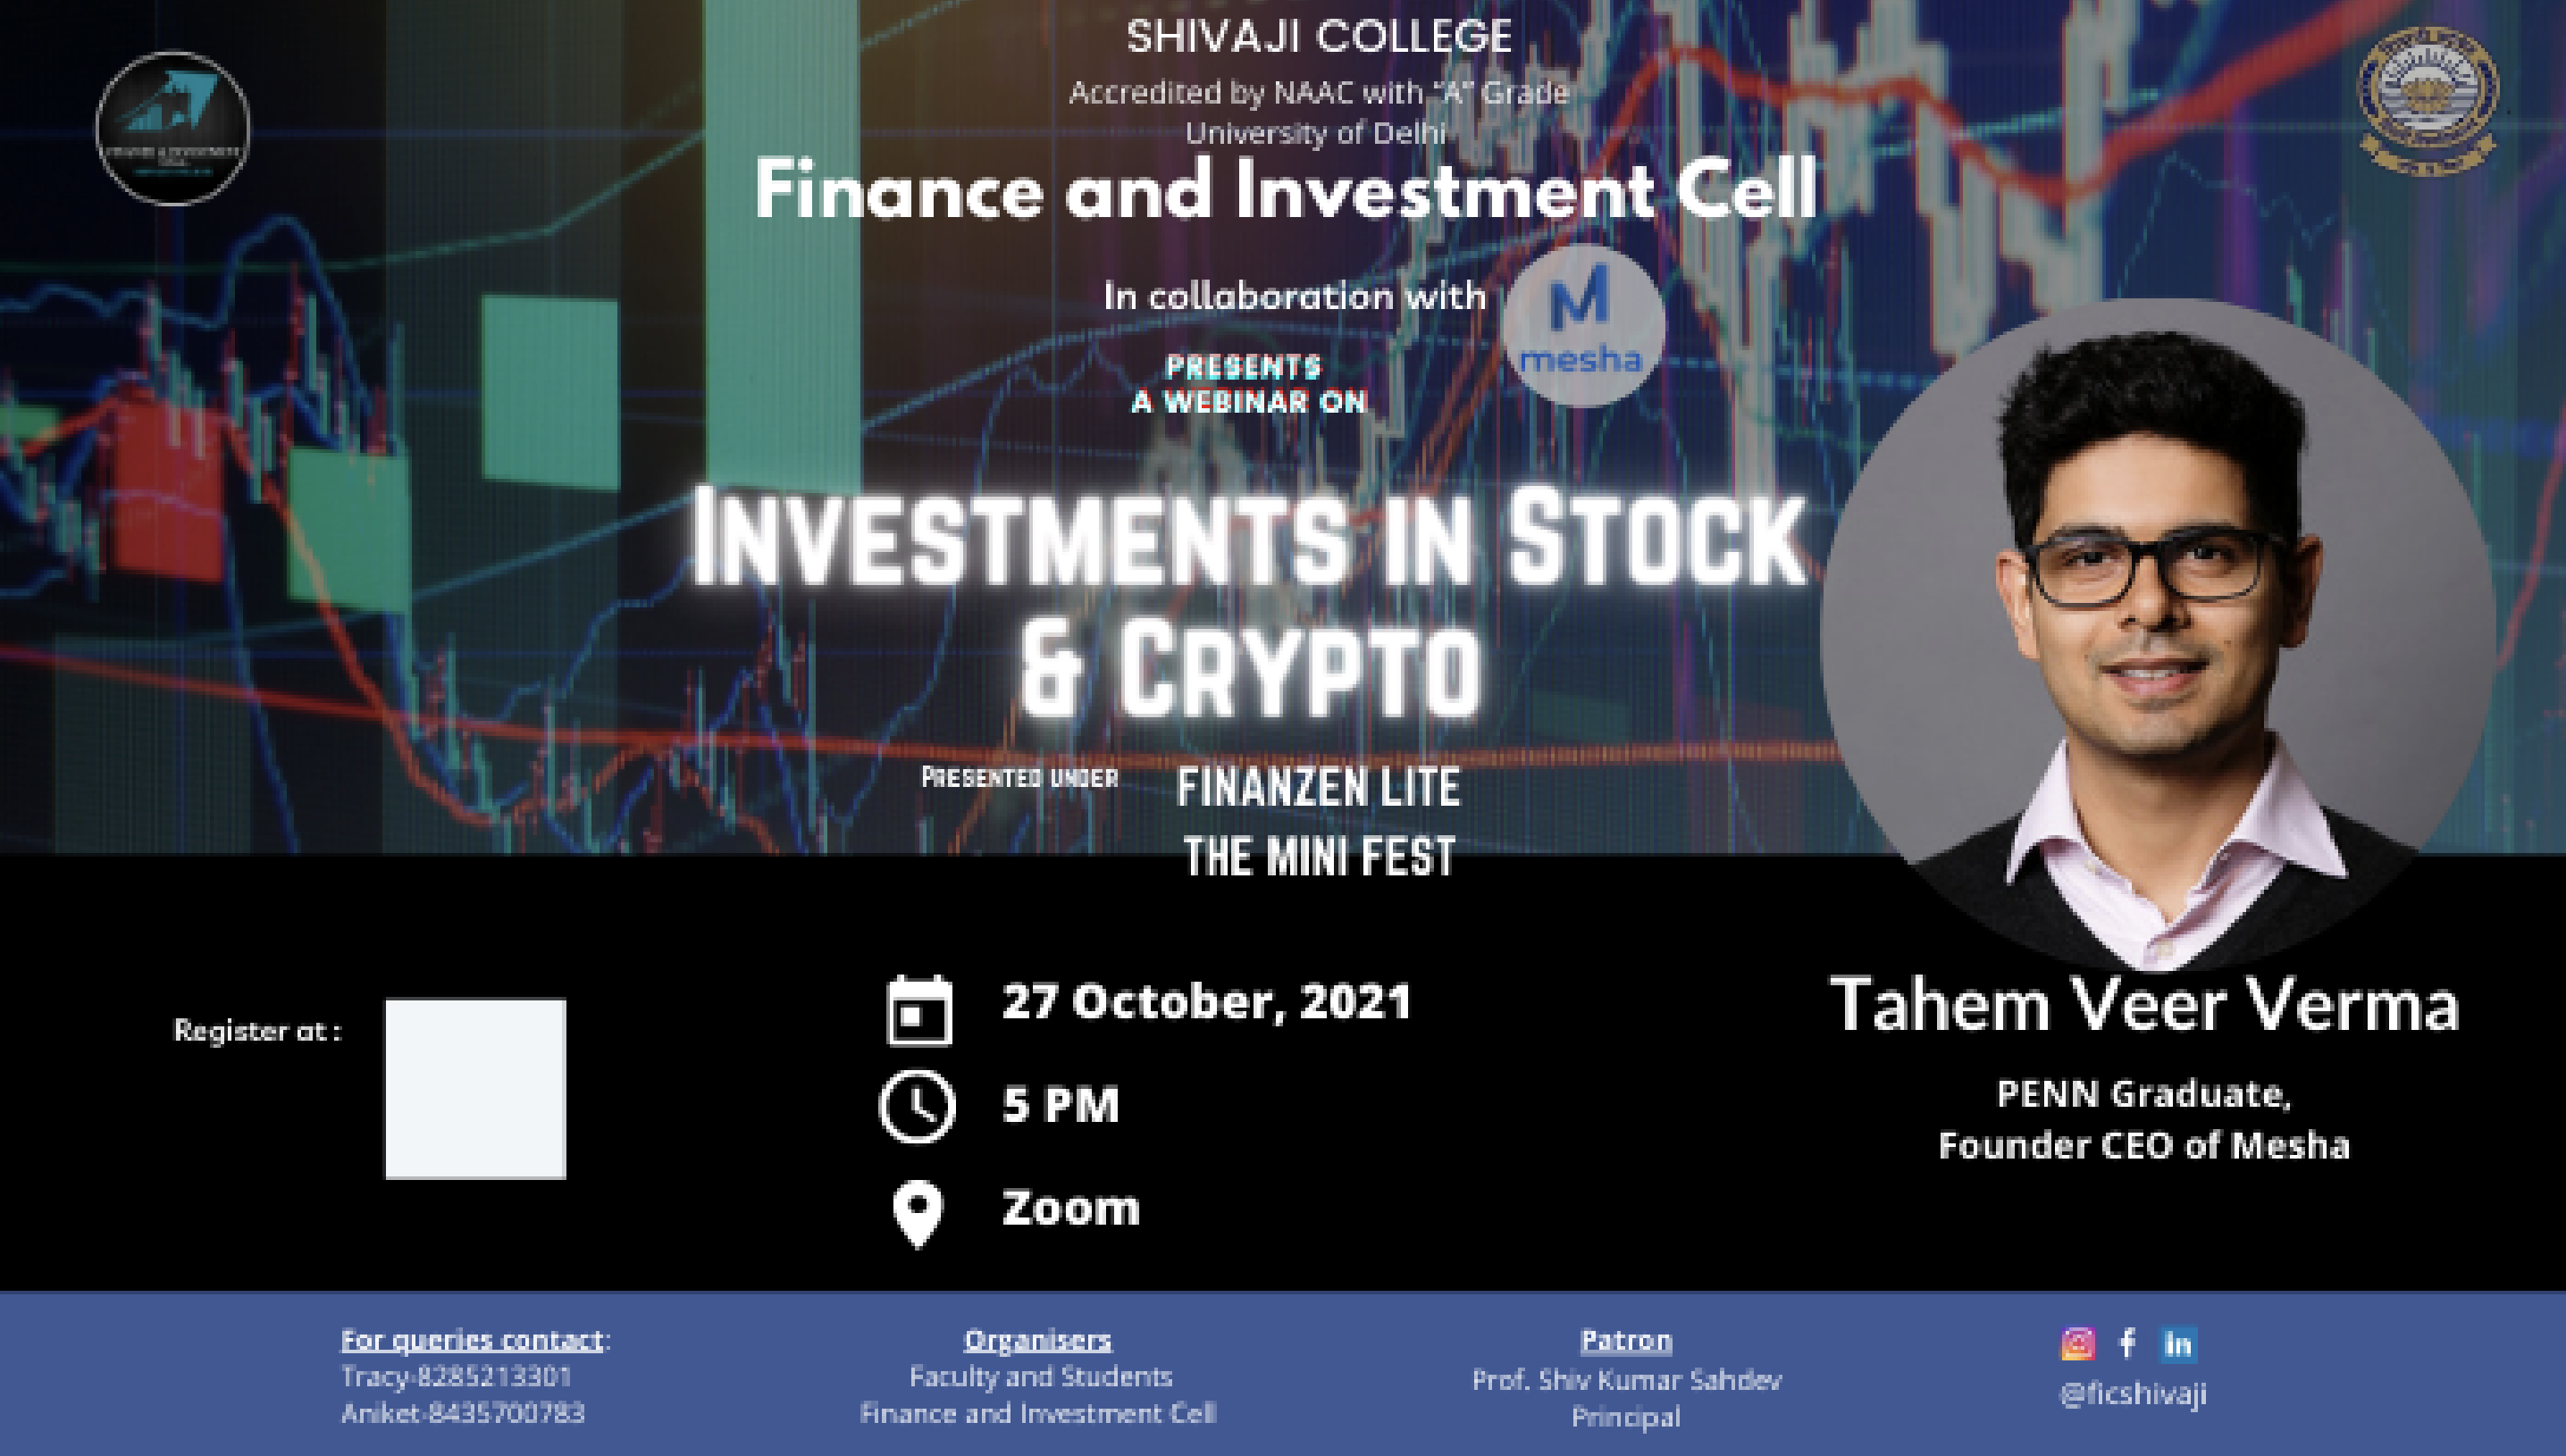 SHIVAJI COLLEGE
Accredited by NAAC with "A" Grade
University of Delhi
Finance and Investment Cell
In collaboration with
M
mesha
PRESENTS
A WEBINAR ON
INVESTMENTS IN STOCK
& CRYPTO
PRESENTED UNDER FINANZEN LITE
THE MINI FEST
Register at :
27 October, 2021
5 PM
Zoom
Tahem Veer Verma
PENN Graduate,
Founder CEO of Mesha
For queries contact:
Tracy-8285213301
Aniket-8435700783
Organisers
Faculty and Students
Finance and Investment Cell
Patron
Prof. Shiv Kumar Sahdev
Principal
@ficshivaji